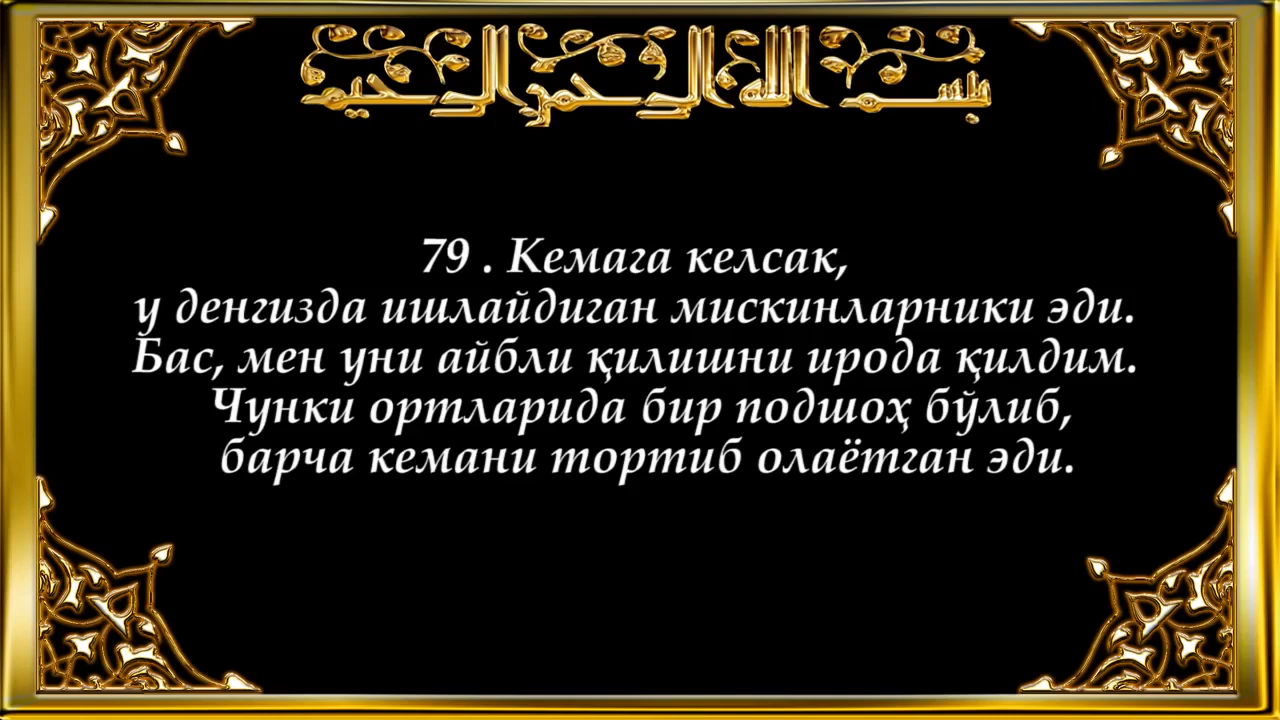 بسم الله الرحمن الرحيم
79 . Кемага келсак,
у денгизда ишлайдиган мискинларники эди.
Бас, мен уни айбли қилишни ирода қилдим.
Чунки ортларида бир подшоҳ бўлиб,
барча кемани тортиб олаётган эди.